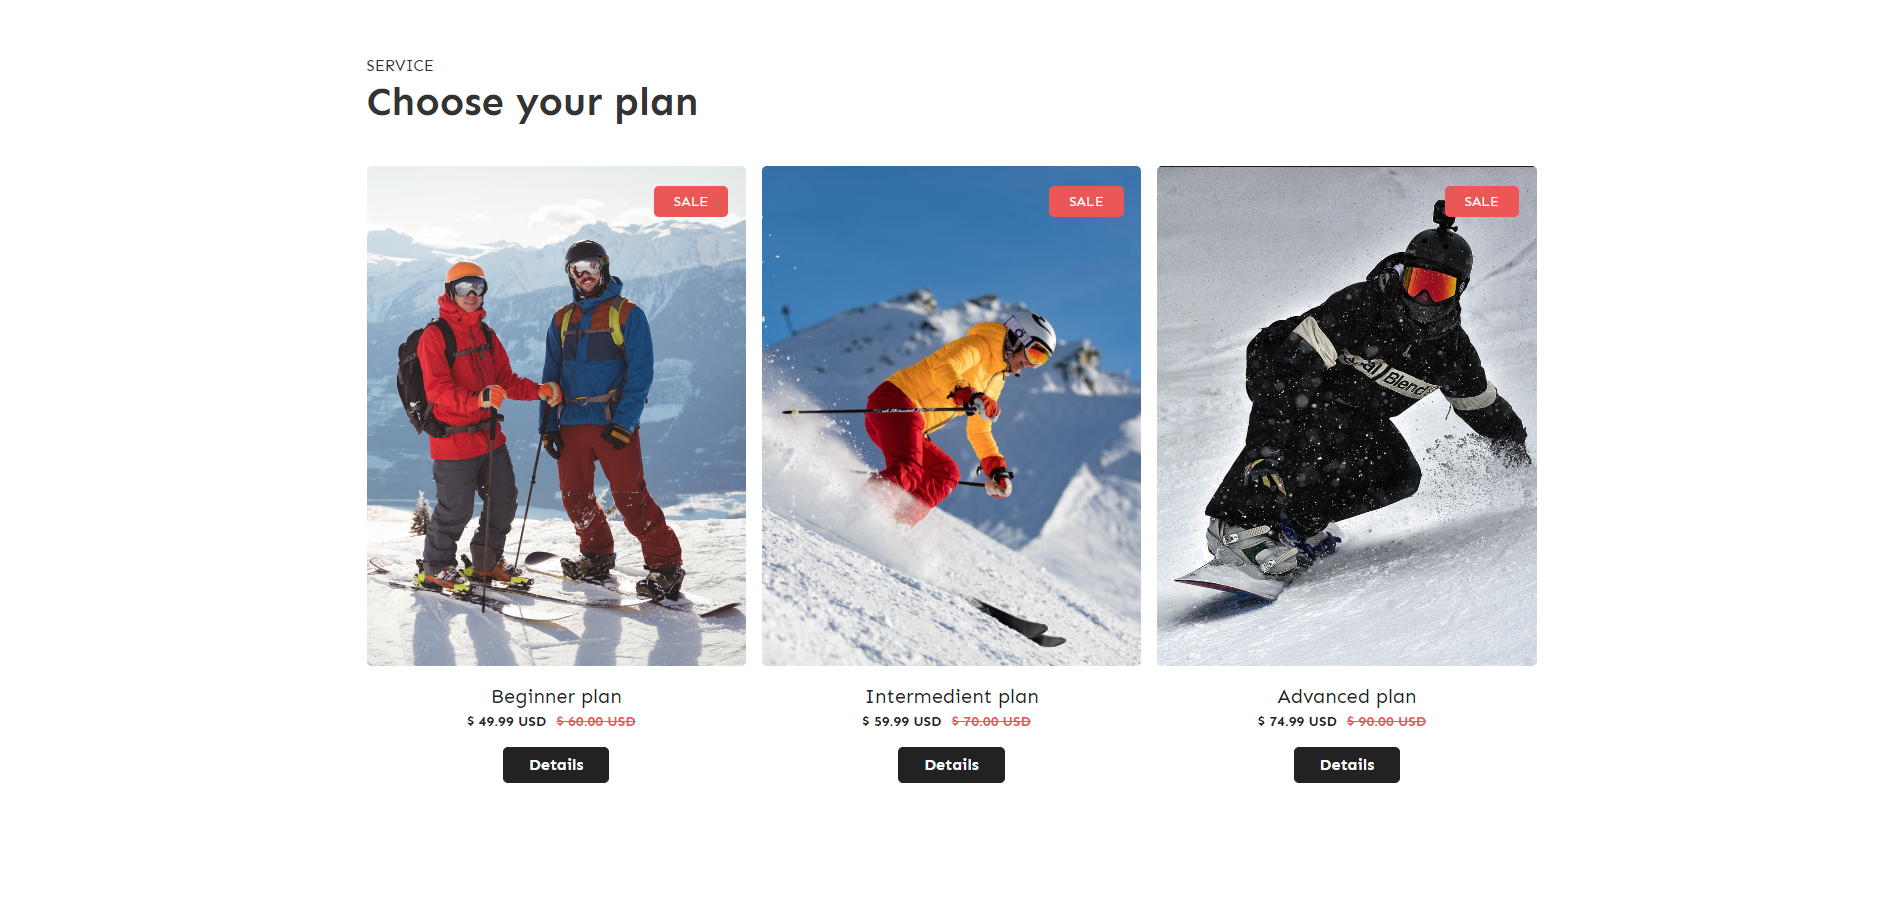 SERVICE
Choose your plan
SALE
SALE
SALE
Blend
Beginner plan
$ 49.99 USD $ 60.00 USD
Details
Intermedient plan
$ 59.99 USD $ 70.00 USD
Details
Advanced plan
$ 74.99 USD $ 90.00 USD
Details